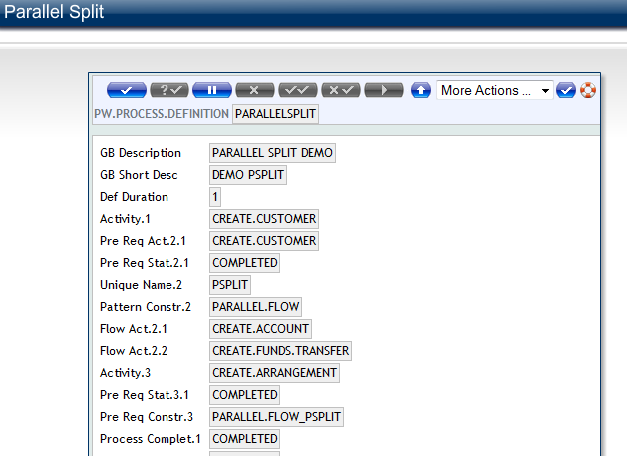 Parallel Split
More Actions ...
PW.PROCESS.DEFINITION PARALLELSPLIT
GB Description PARALLEL SPLIT DEMO
GB Short Desc DEMO PSPLIT
Def Duration 1
Activity.1 CREATE.CUSTOMER
Pre Req Act.2.1 CREATE.CUSTOMER
Pre Req Stat.2.1 COMPLETED
Unique Name.2 PSPLIT
Pattern Constr.2 PARALLEL.FLOW
Flow Act.2.1 CREATE.ACCOUNT
Flow Act.2.2 CREATE.FUNDS.TRANSFER
Activity.3 CREATE.ARRANGEMENT
Pre Req Stat.3.1 COMPLETED
Pre Req Constr.3 PARALLEL.FLOW_PSPLIT
Process Complet.1 COMPLETED